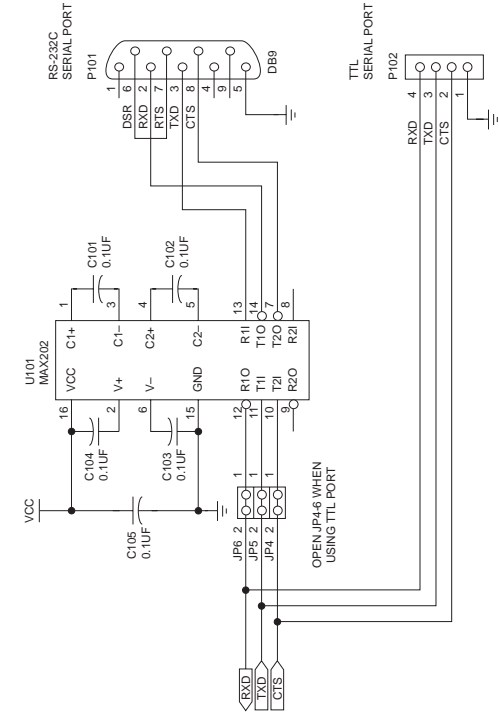 RS-232C
SERIAL PORT
P101
DB9
1
6
2
7
3
8
4
9
5
DSR
RXD
RTS
TXD
CTS
TTL
SERIAL PORT
P102
4
3
2
1
RXD
TXD
CTS
C101
0.1UF
C102
0.1UF
1
3
4
5
13
14
7
8
C1+
C1–
C2+
C2–
R1I
T1O
T2O
R2I
U101
MAX202
VCC
V+
V–
GND
R1O
T1I
T2I
R2O
16
2
6
15
12
11
10
9
C104
0.1UF
C103
0.1UF
VCC
C105
0.1UF
JP6 2 1
JP5 2 1
JP4 2 1
OPEN JP4-6 WHEN
USING TTL PORT
RXD
TXD
CTS